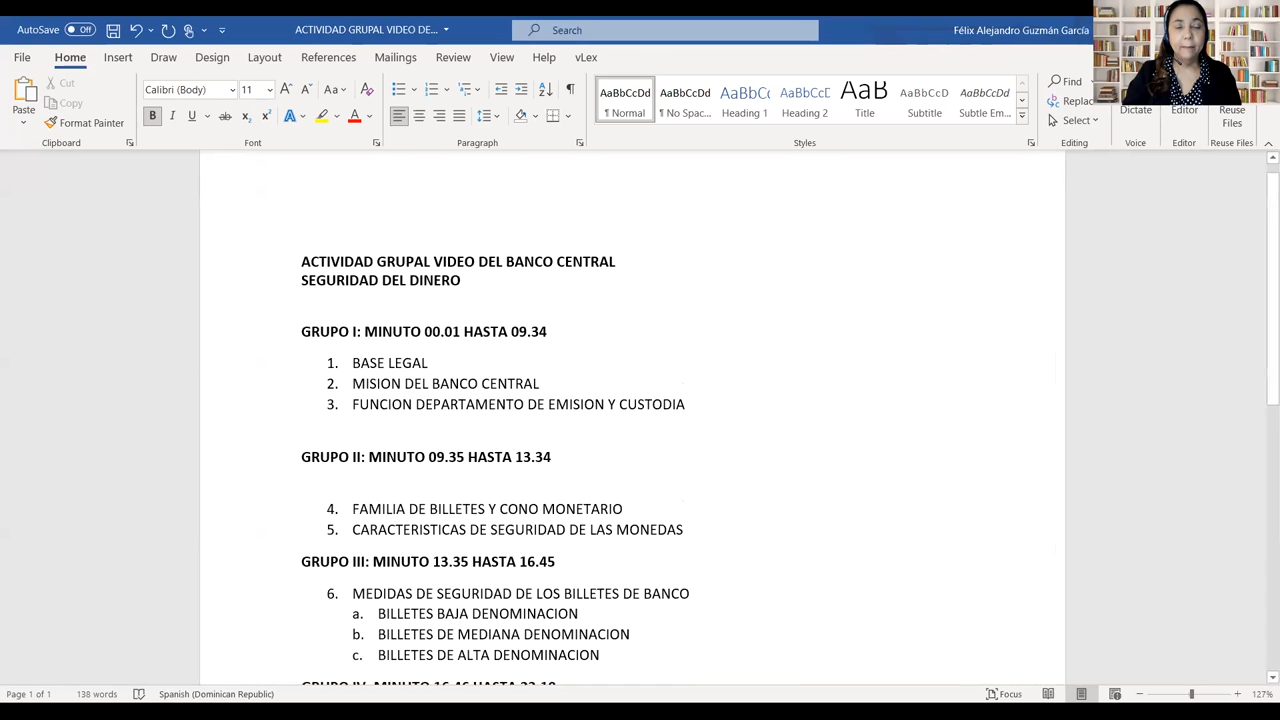 AutoSave Off
ACTIVIDAD GRUPAL VIDEO DE...
Search
Félix Alejandro Guzmán García
File Home Insert Draw Design Layout References Mailings Review View Help vLex
Paste
Cut
Copy
Format Painter
Clipboard
Calibri (Body) 11
Font
Paragraph
AaBbCcDd AaBbCcDd AaBbCc AaBbCcC AaB AaBbCcD AaBbCcDd
¶ Normal ¶ No Spac... Heading 1 Heading 2 Title Subtitle Subtle Em...
Styles
Find
Replac
Select
Editing
Dictate
Voice
Editor
Editor
Reuse
Files
Reuse Files
ACTIVIDAD GRUPAL VIDEO DEL BANCO CENTRAL
SEGURIDAD DEL DINERO
GRUPO I: MINUTO 00.01 HASTA 09.34
1. BASE LEGAL
2. MISION DEL BANCO CENTRAL
3. FUNCION DEPARTAMENTO DE EMISION Y CUSTODIA
GRUPO II: MINUTO 09.35 HASTA 13.34
4. FAMILIA DE BILLETES Y CONO MONETARIO
5. CARACTERISTICAS DE SEGURIDAD DE LAS MONEDAS
GRUPO III: MINUTO 13.35 HASTA 16.45
6. MEDIDAS DE SEGURIDAD DE LOS BILLETES DE BANCO
a. BILLETES BAJA DENOMINACION
b. BILLETES DE MEDIANA DENOMINACION
c. BILLETES DE ALTA DENOMINACION
Page 1 of 1 138 words Spanish (Dominican Republic) Focus 127%